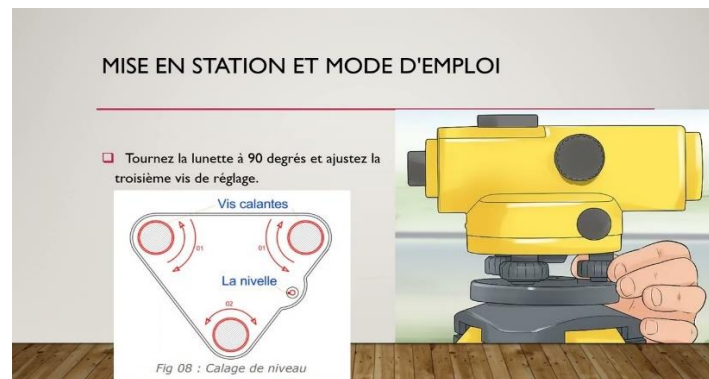 MISE EN STATION ET MODE D'EMPLOI
Tournez la lunette à 90 degrés et ajustez la
troisième vis de réglage.
Vis calantes
01
01
La nivelle
02
Fig 08 : Calage de niveau